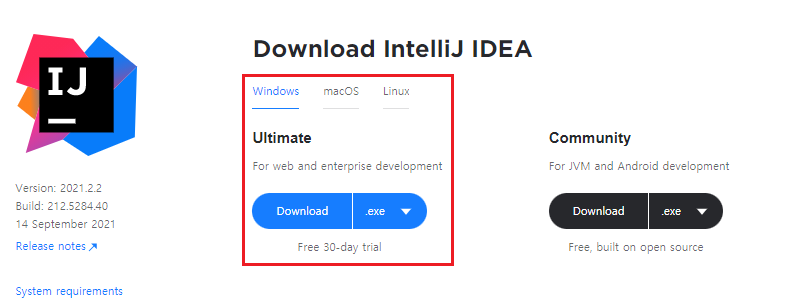 IJ
Version: 2021.2.2
Build: 212.5284.40
14 September 2021
Release notes↗
System requirements
Download IntelliJ IDEA
Windows macOS Linux
Ultimate
For web and enterprise development
Download .exe
Free 30-day trial
Community
For JVM and Android development
Download .exe
Free, built on open source